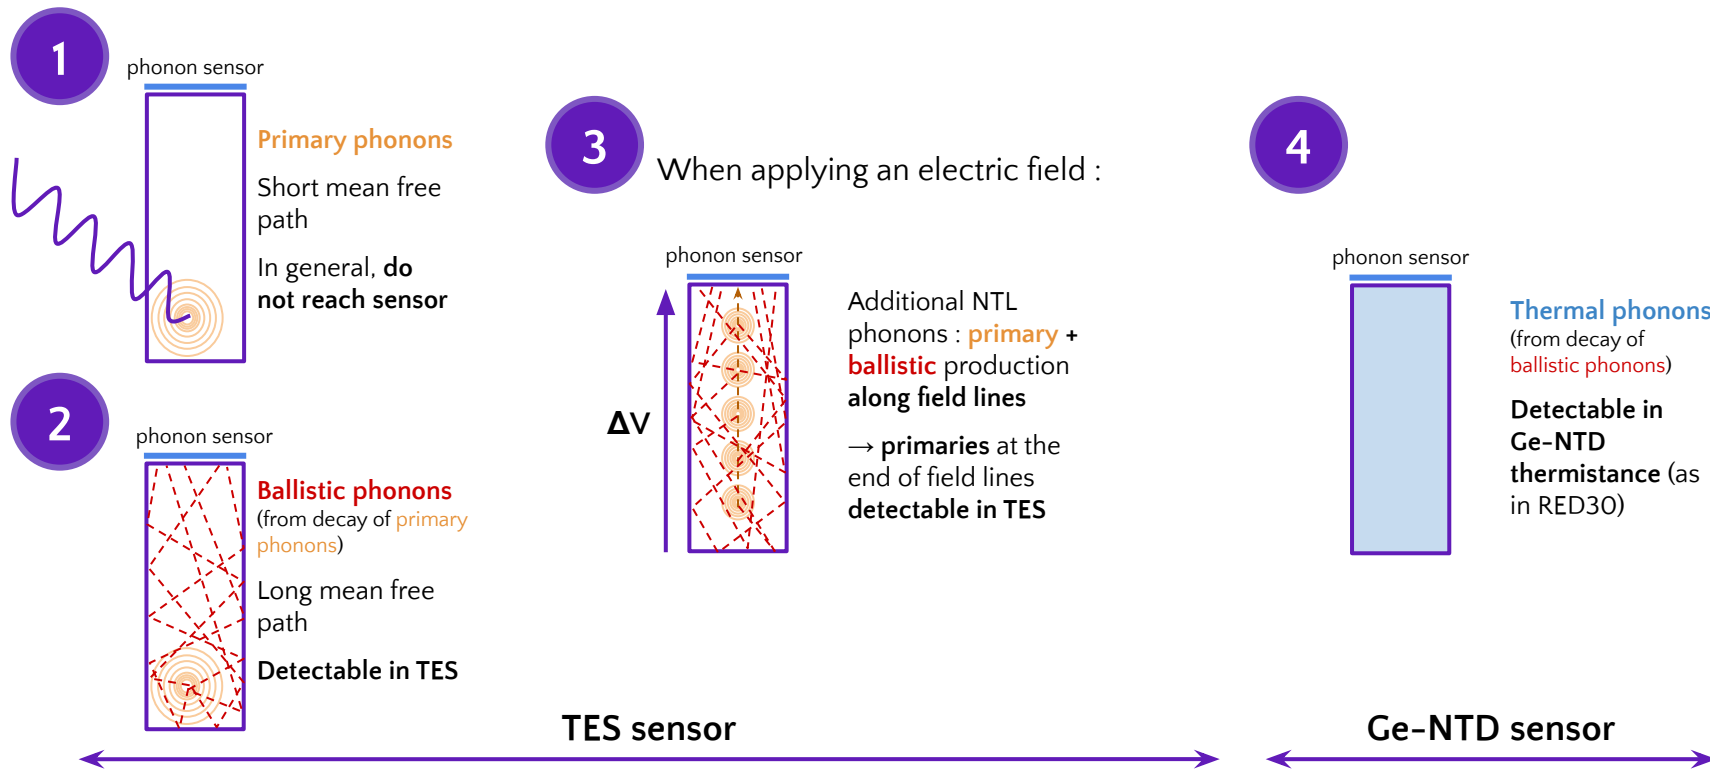 1
phonon sensor
Primary phonons
Short mean free
path
In general, do
not reach sensor
2
phonon sensor
Ballistic phonons
(from decay of primary
phonons)
Long mean free
path
Detectable in TES
3
When applying an electric field :
phonon sensor
ΔV
Additional NTL
phonons : primary +
ballistic production
along field lines
→ primaries at the
end of field lines
detectable in TES
TES sensor
4
phonon sensor
Thermal phonons
(from decay of
ballistic phonons)
Detectable in
Ge-NTD
thermistance (as
in RED30)
Ge-NTD sensor